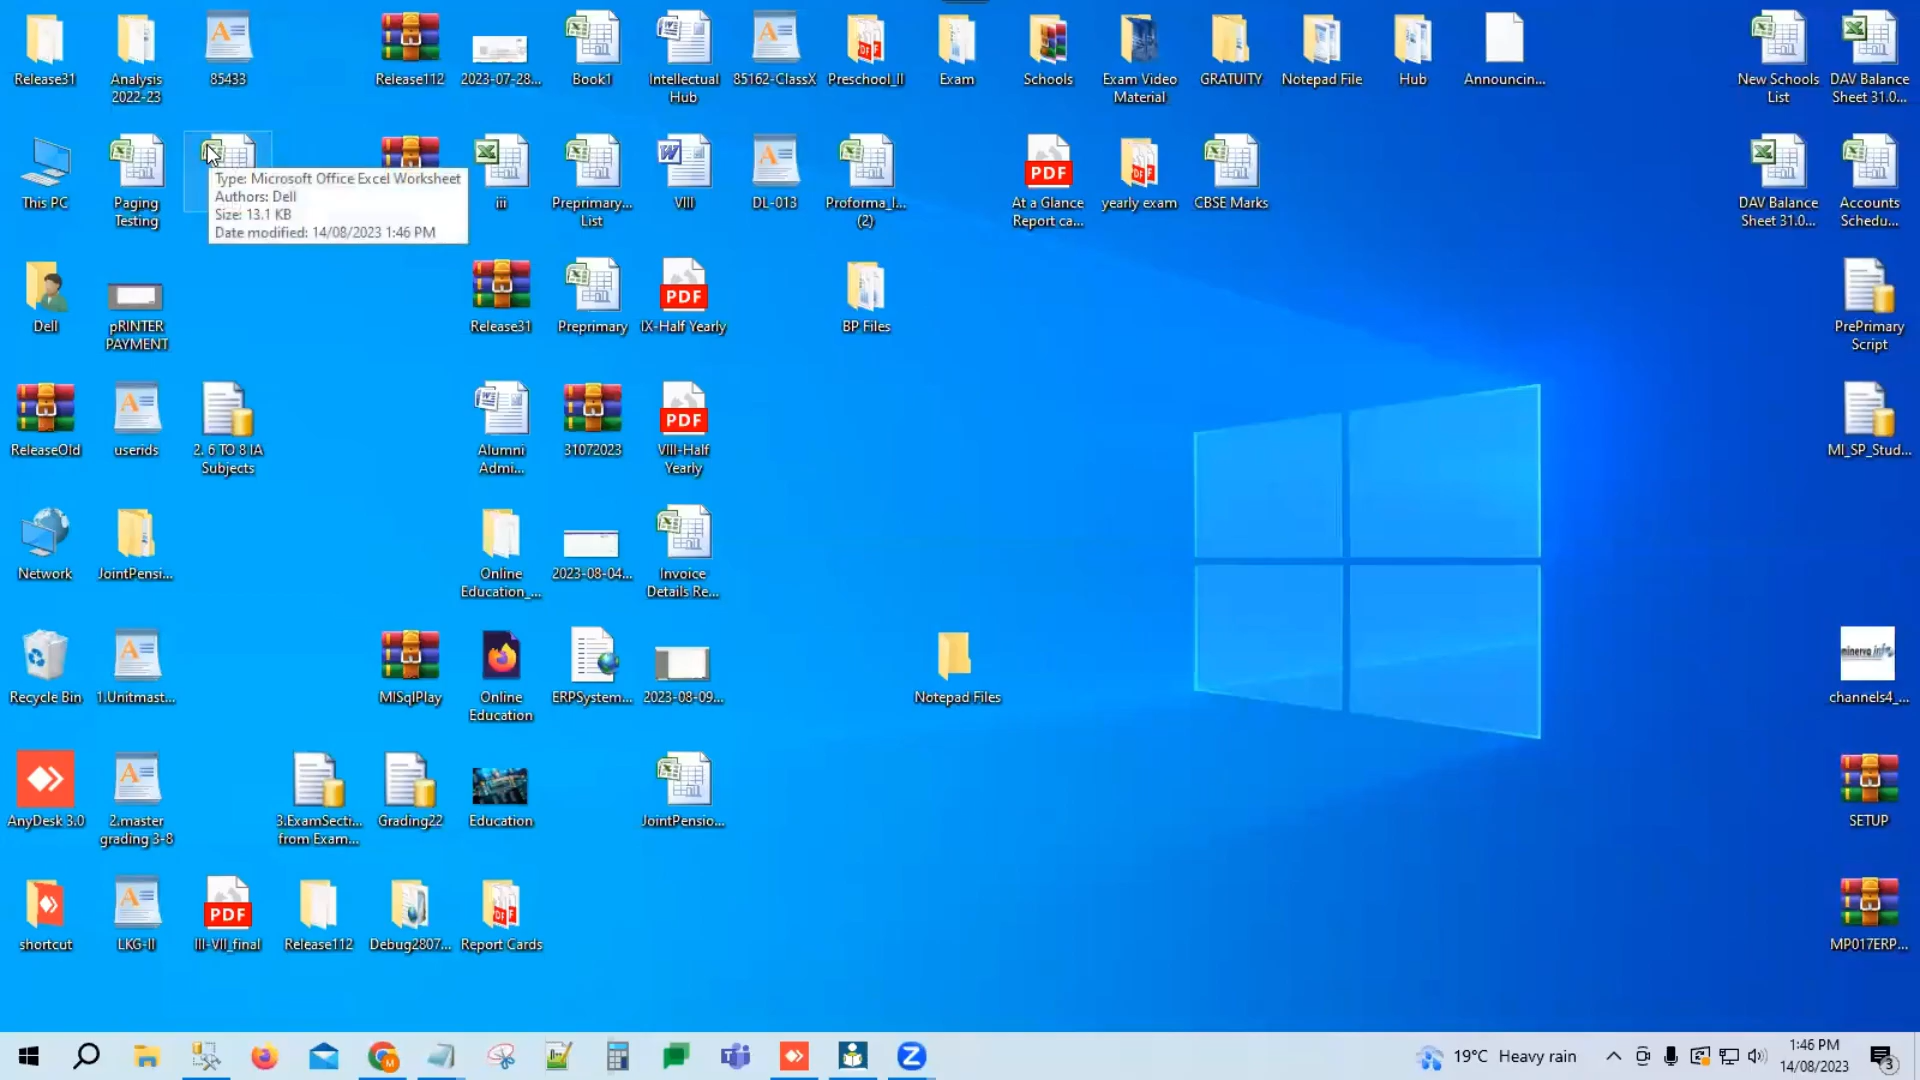 Release31
Analysis
2022-23
85433
Release112
2023-07-28...
Book1
Intellectual
Hub
85162-ClassX
Preschool_II
Exam
Schools
Exam Video
Material
GRATUITY
Notepad File
Hub
Announcin...
New Schools
List
DAV Balance
Sheet 31.0...
This PC
Paging
Testing
Type: Microsoft Office Excel Worksheet
Authors: Dell
Size: 13.1 KB
Date modified: 14/08/2023 1:46 PM
iii
Preprimary...
List
VIII
DL-013
Proforma_I...
(2)
PDF
At a Glance
Report ca...
yearly exam
CBSE Marks
DAV Balance
Sheet 31.0...
Accounts
Schedu...
Dell
pRINTER
PAYMENT
Release31
Preprimary
PDF
IX-Half Yearly
BP Files
PrePrimary
Script
ReleaseOld
userids
2. 6 TO 8 IA
Subjects
Alumni
Admi...
31072023
PDF
VIII-Half
Yearly
MI_SP_Stud...
Network
JointPensi...
Online
Education_...
2023-08-04...
Invoice
Details Re...
Recycle Bin
1.Unitmast...
MISqlPlay
Online
Education
ERPSystem...
2023-08-09...
Notepad Files
minerva info
channels4_...
AnyDesk 3.0
2.master
grading 3-8
3.ExamSecti...
from Exam...
Grading22
Education
JointPensio...
SETUP
shortcut
LKG-II
PDF
III-VII_final
Release112
Debug2807...
Report Cards
MP017ERP...
19°C Heavy rain
1:46 PM
14/08/2023
3